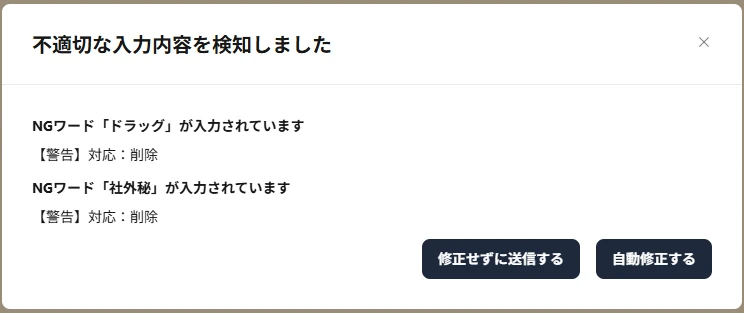 不適切な入力内容を検知しました
NGワード「ドラッグ」が入力されています
【警告】対応：削除
NGワード「社外秘」が入力されています
【警告】対応：削除
修正せずに送信する
自動修正する